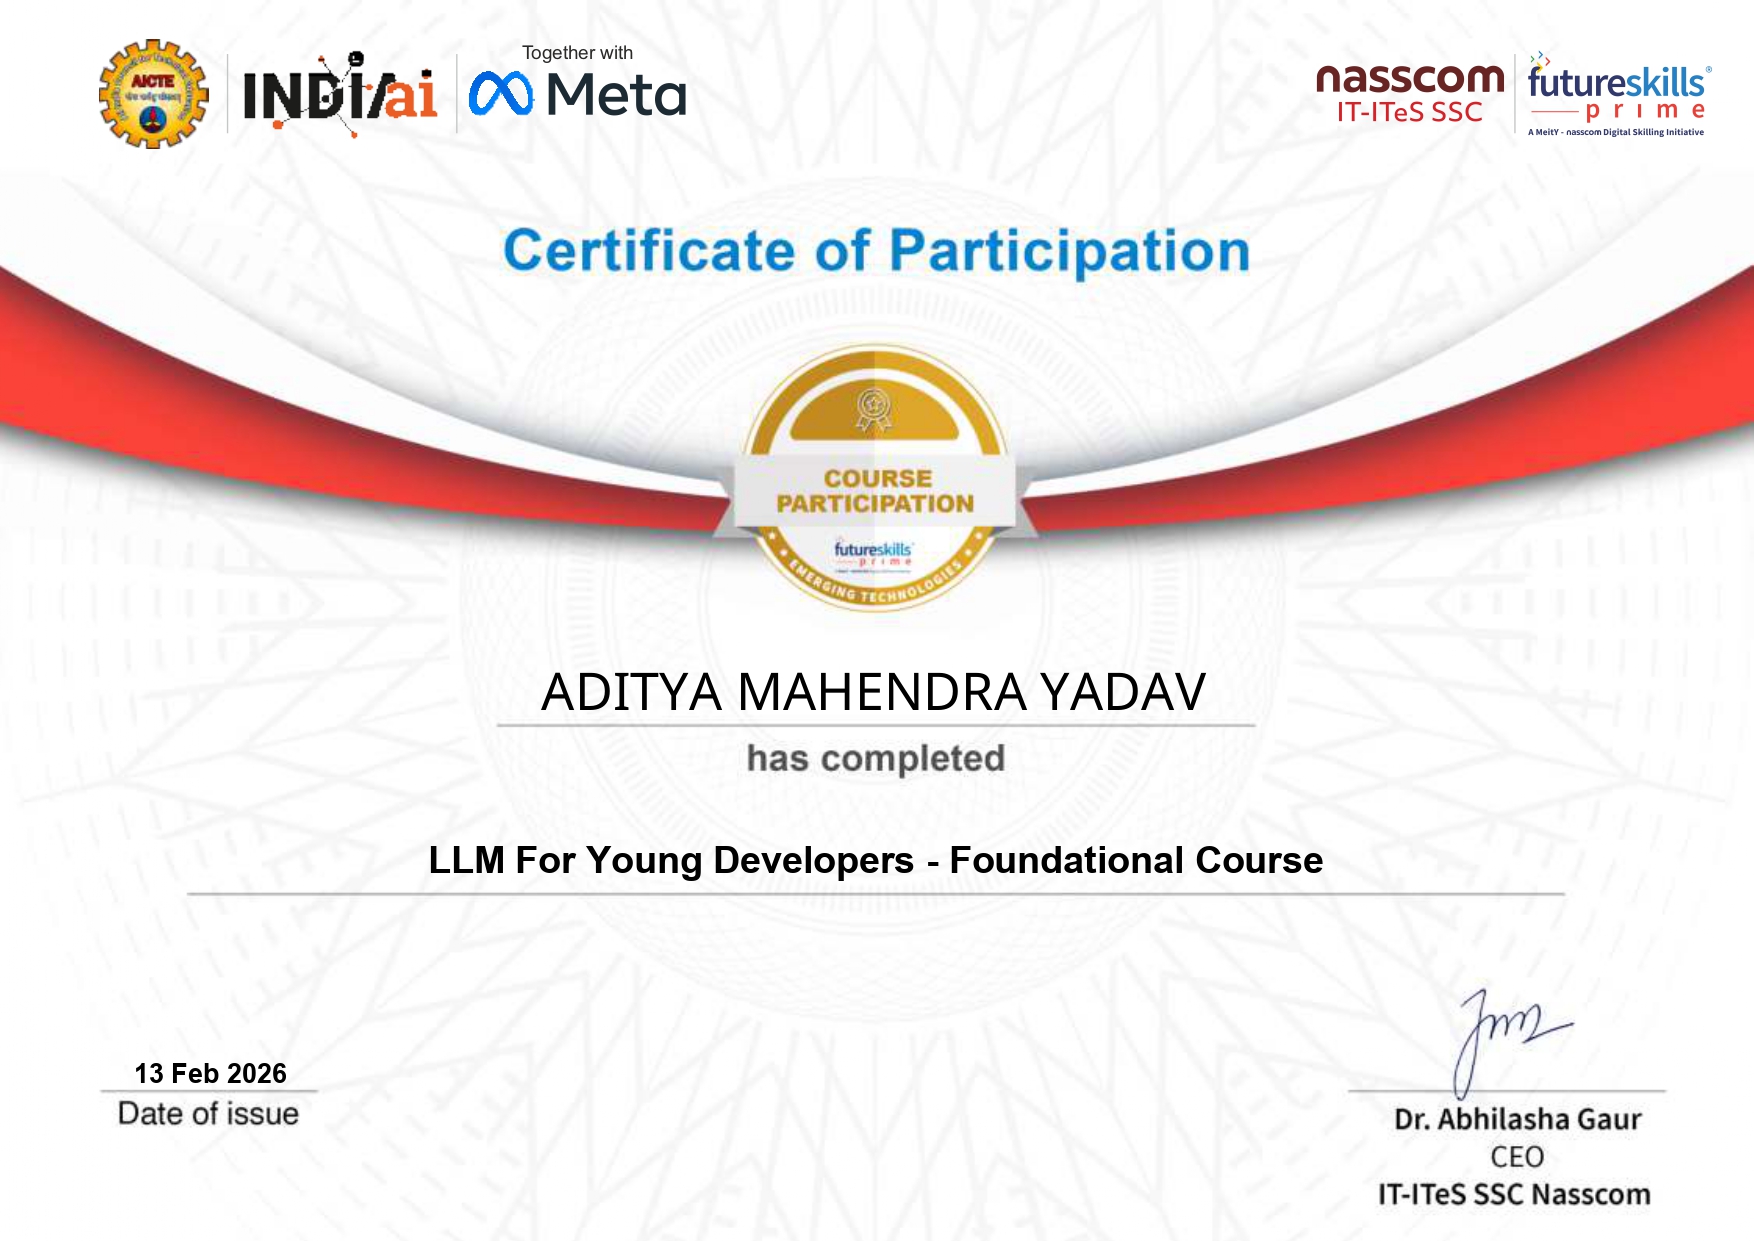 AICTE
INDIAai
Together with
Meta
nasscom
IT-ITeS SSC
futureskills®
prime
A MeitY - nasscom Digital Skilling Initiative
Certificate of Participation
COURSE
PARTICIPATION
futureskills
prime
EMERGING TECHNOLOGIES
ADITYA MAHENDRA YADAV
has completed
LLM For Young Developers - Foundational Course
13 Feb 2026
Date of issue
Dr. Abhilasha Gaur
CEO
IT-ITeS SSC Nasscom